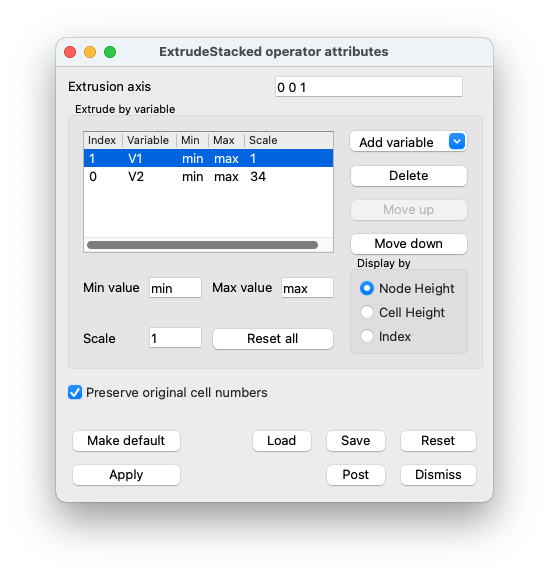 ExtrudeStacked operator attributes
Extrusion axis 0 0 1
Extrude by variable
Index Variable Min Max Scale
1 V1 min max 1
0 V2 min max 34
Add variable
Delete
Move up
Move down
Display by
Node Height
Cell Height
Index
Min value min Max value max
Scale 1 Reset all
Preserve original cell numbers
Make default Load Save Reset
Apply Post Dismiss